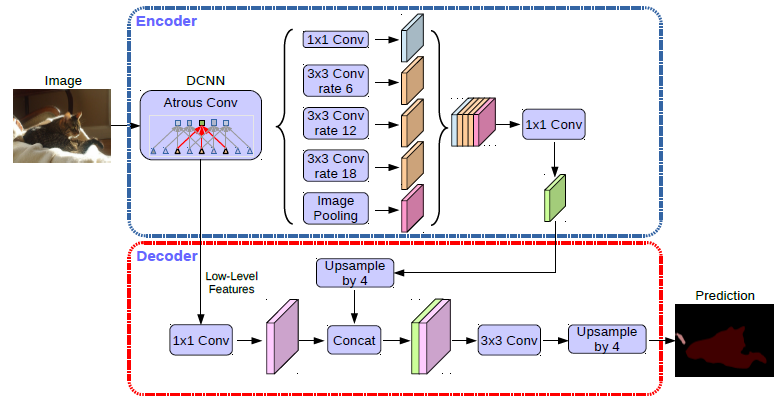 Encoder
Image
DCNN
Atrous Conv
1x1 Conv
3x3 Conv
rate 6
3x3 Conv
rate 12
3x3 Conv
rate 18
Image
Pooling
1x1 Conv
Decoder
Low-Level
Features
Upsample
by 4
1x1 Conv
Concat
3x3 Conv
Upsample
by 4
Prediction